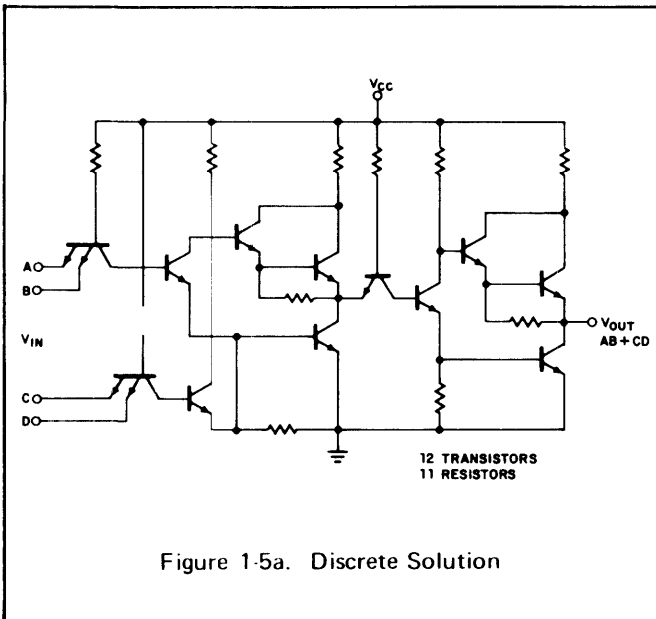 VCC
A
B
VIN
C
D
VOUT
AB+CD
12 TRANSISTORS
11 RESISTORS
Figure 1-5a. Discrete Solution